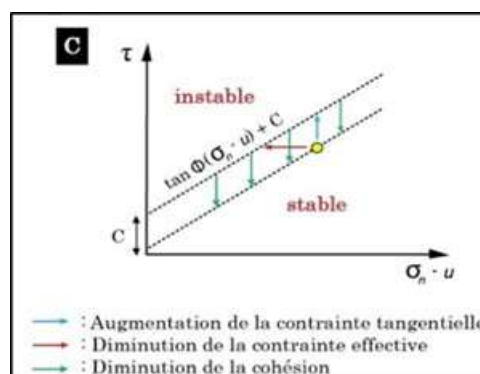 C
τ
instable
tan Φ(σn · u) + C
stable
C
σn · u
: Augmentation de la contrainte tangentielle
: Diminution de la contrainte effective
: Diminution de la cohésion